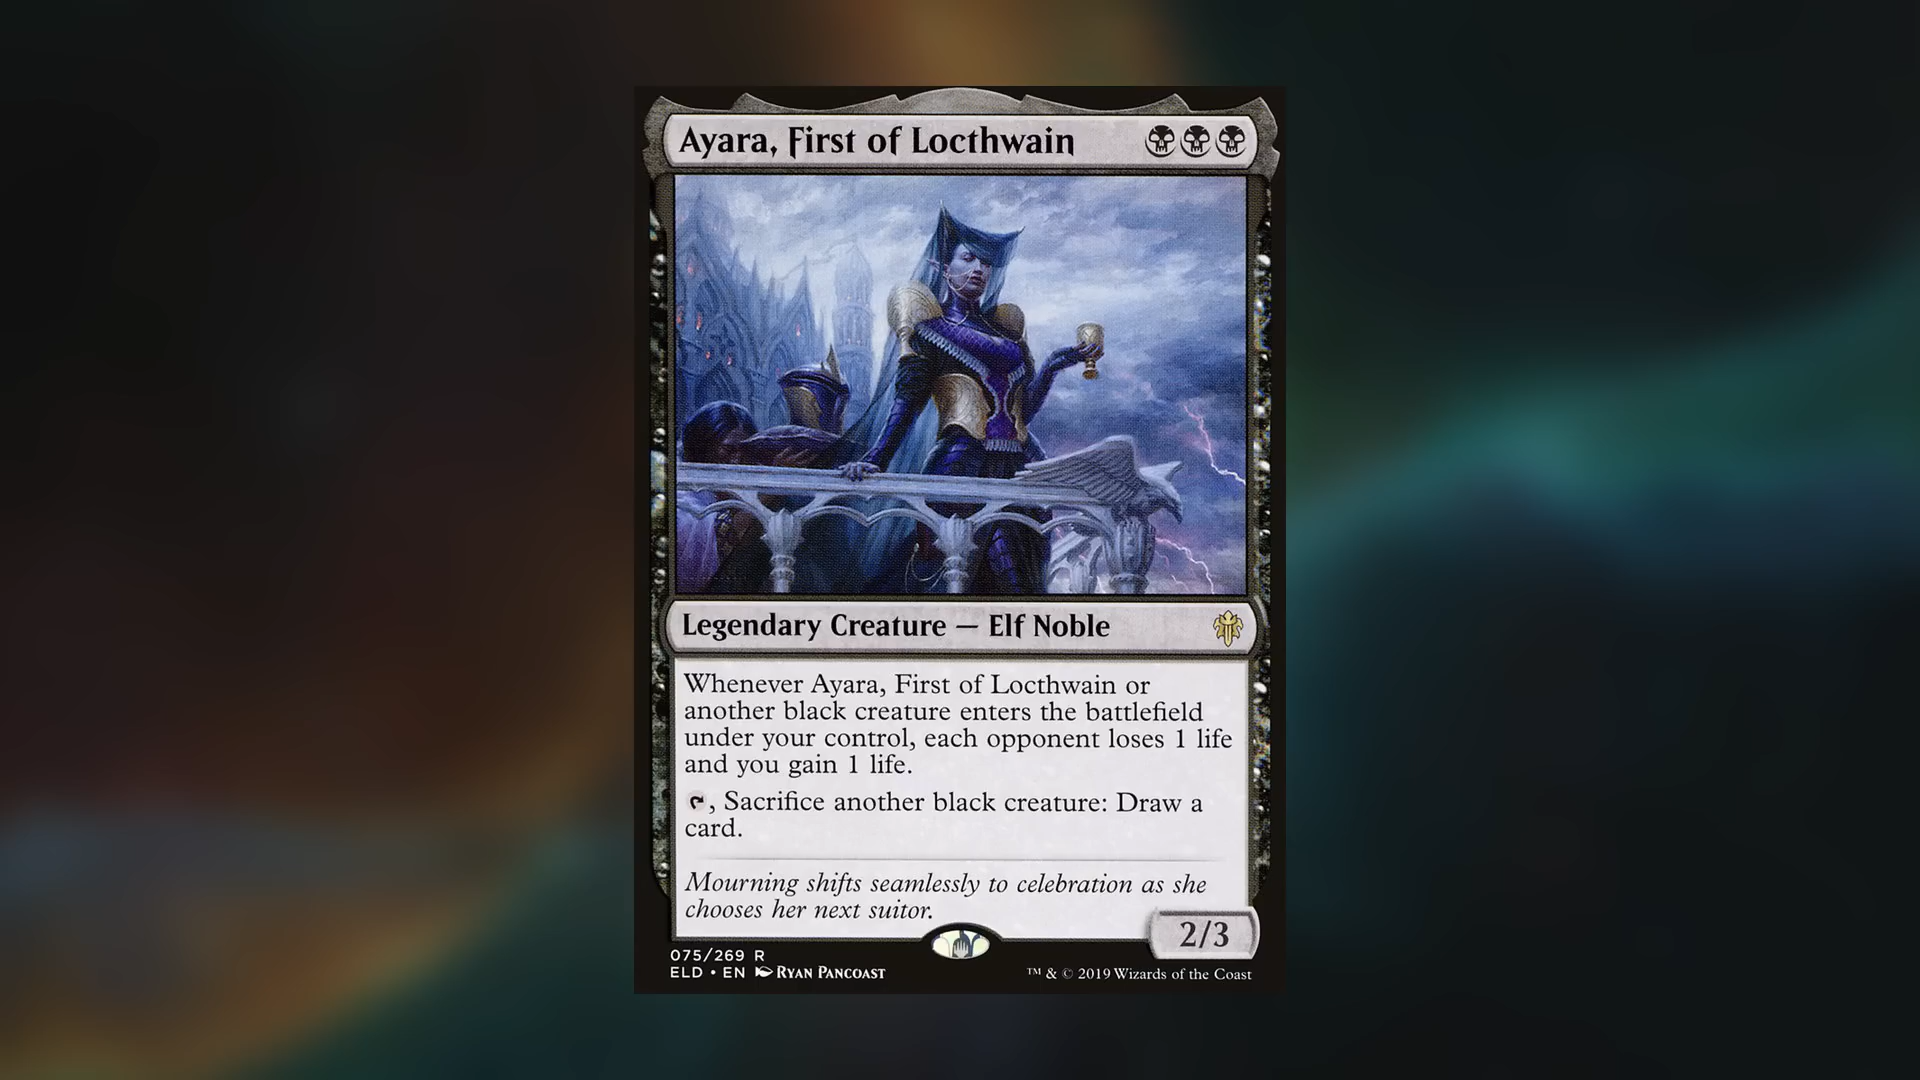 Ayara, First of Locthwain
Legendary Creature — Elf Noble
Whenever Ayara, First of Locthwain or
another black creature enters the battlefield
under your control, each opponent loses 1 life
and you gain 1 life.
, Sacrifice another black creature: Draw a
card.
Mourning shifts seamlessly to celebration as she
chooses her next suitor.
2/3
075/269 R
ELD • EN Ryan Pancoast
™ & © 2019 Wizards of the Coast